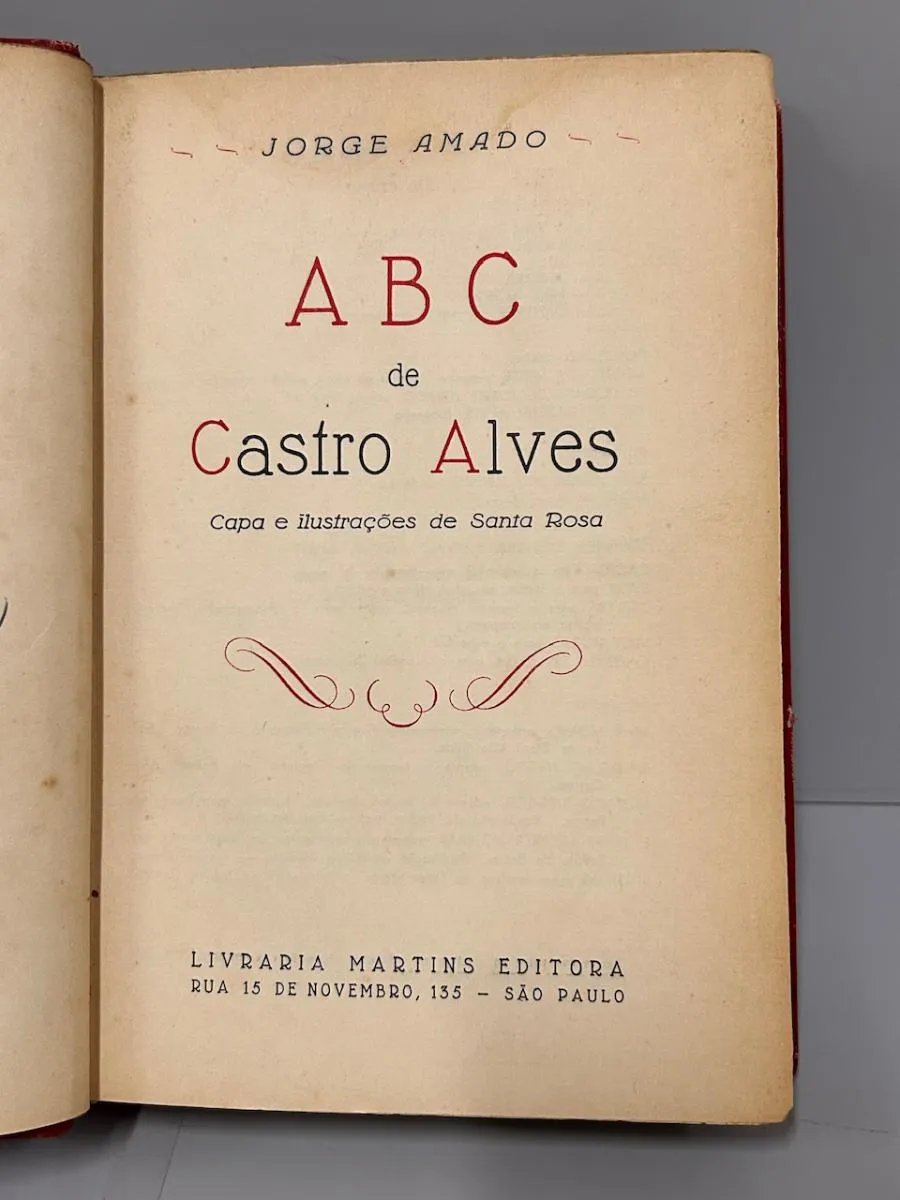 JORGE AMADO
A B C
de
Castro Alves
Capa e ilustrações de Santa Rosa
LIVRARIA MARTINS EDITORA
RUA 15 DE NOVEMBRO, 135 – SÃO PAULO